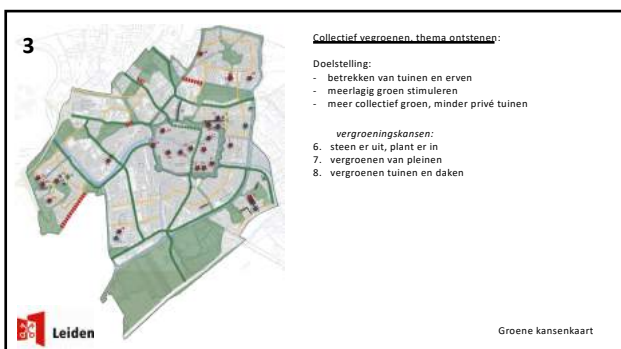 3
Collectief vergroenen, thema ontstenen:
Doelstelling:
- betrekken van tuinen en erven
- meerlagig groen stimuleren
- meer collectief groen, minder privé tuinen
vergroeningskansen:
6. steen er uit, plant er in
7. vergroenen van pleinen
8. vergroenen tuinen en daken
Leiden
Groene kansenkaart